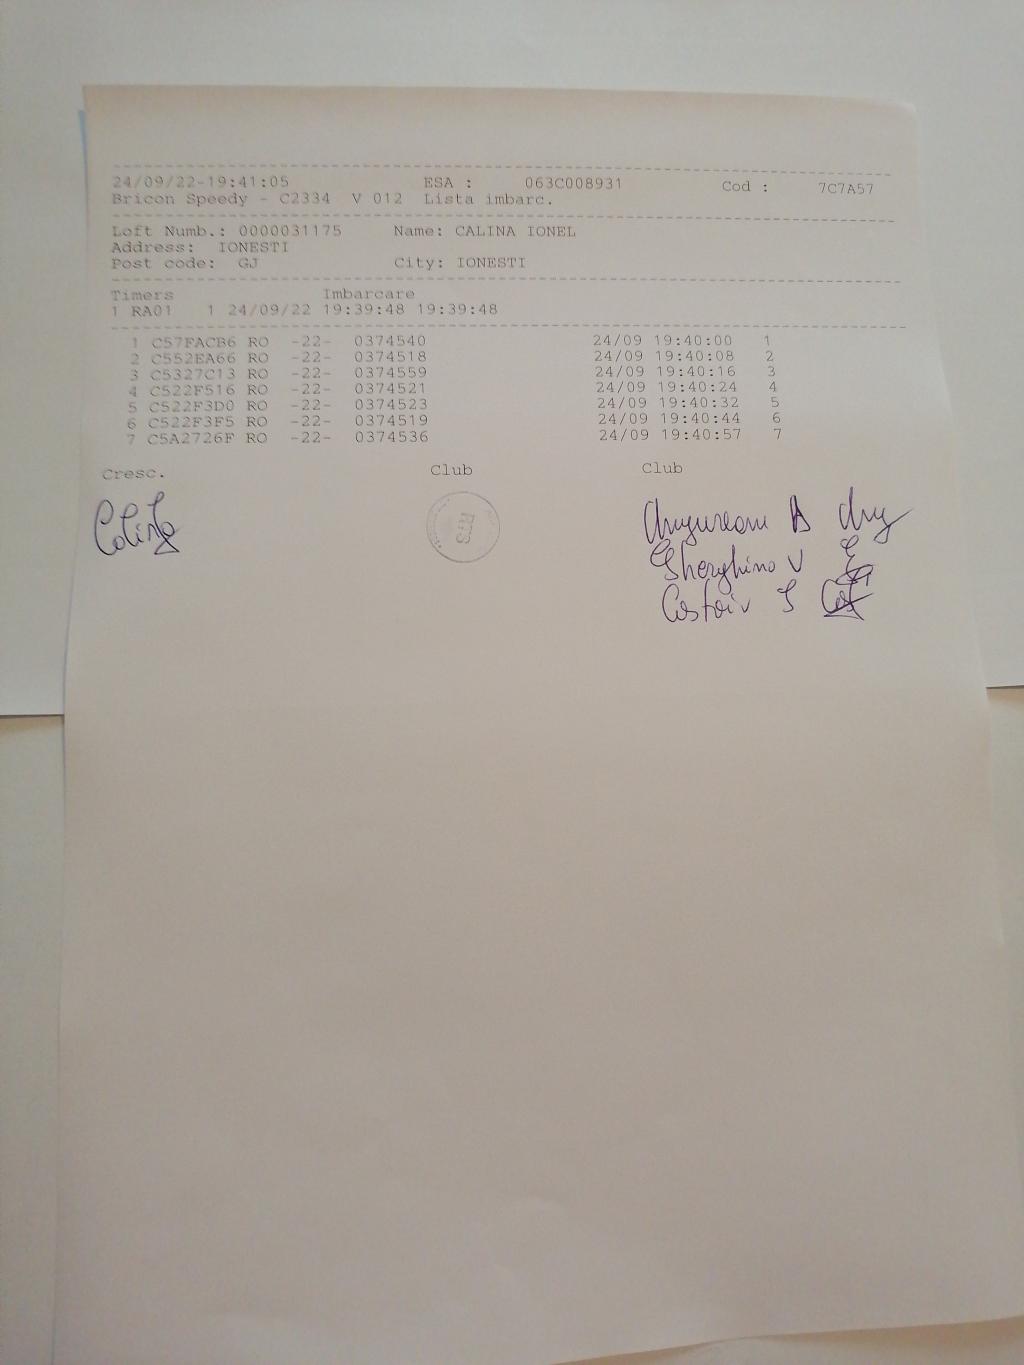 24/09/22-19:41:05 ESA : 063C008931 Cod : 7C7A57
Bricon Speedy - C2334 V 012 Lista imbarc.
Loft Numb.: 0000031175 Name: CALINA IONEL
Address: IONESTI
Post code: GJ City: IONESTI
Timers Imbarcare
1 RA01 1 24/09/22 19:39:48 19:39:48
1 C57FACB6 RO -22- 0374540 24/09 19:40:00 1
2 C552EA66 RO -22- 0374518 24/09 19:40:08 2
3 C5327C13 RO -22- 0374559 24/09 19:40:16 3
4 C522F516 RO -22- 0374521 24/09 19:40:24 4
5 C522F3D0 RO -22- 0374523 24/09 19:40:32 5
6 C522F3F5 RO -22- 0374519 24/09 19:40:44 6
7 C5A2726F RO -22- 0374536 24/09 19:40:57 7
Cresc. Club Club
Ungureanu A
Gherghina V
Costoiu